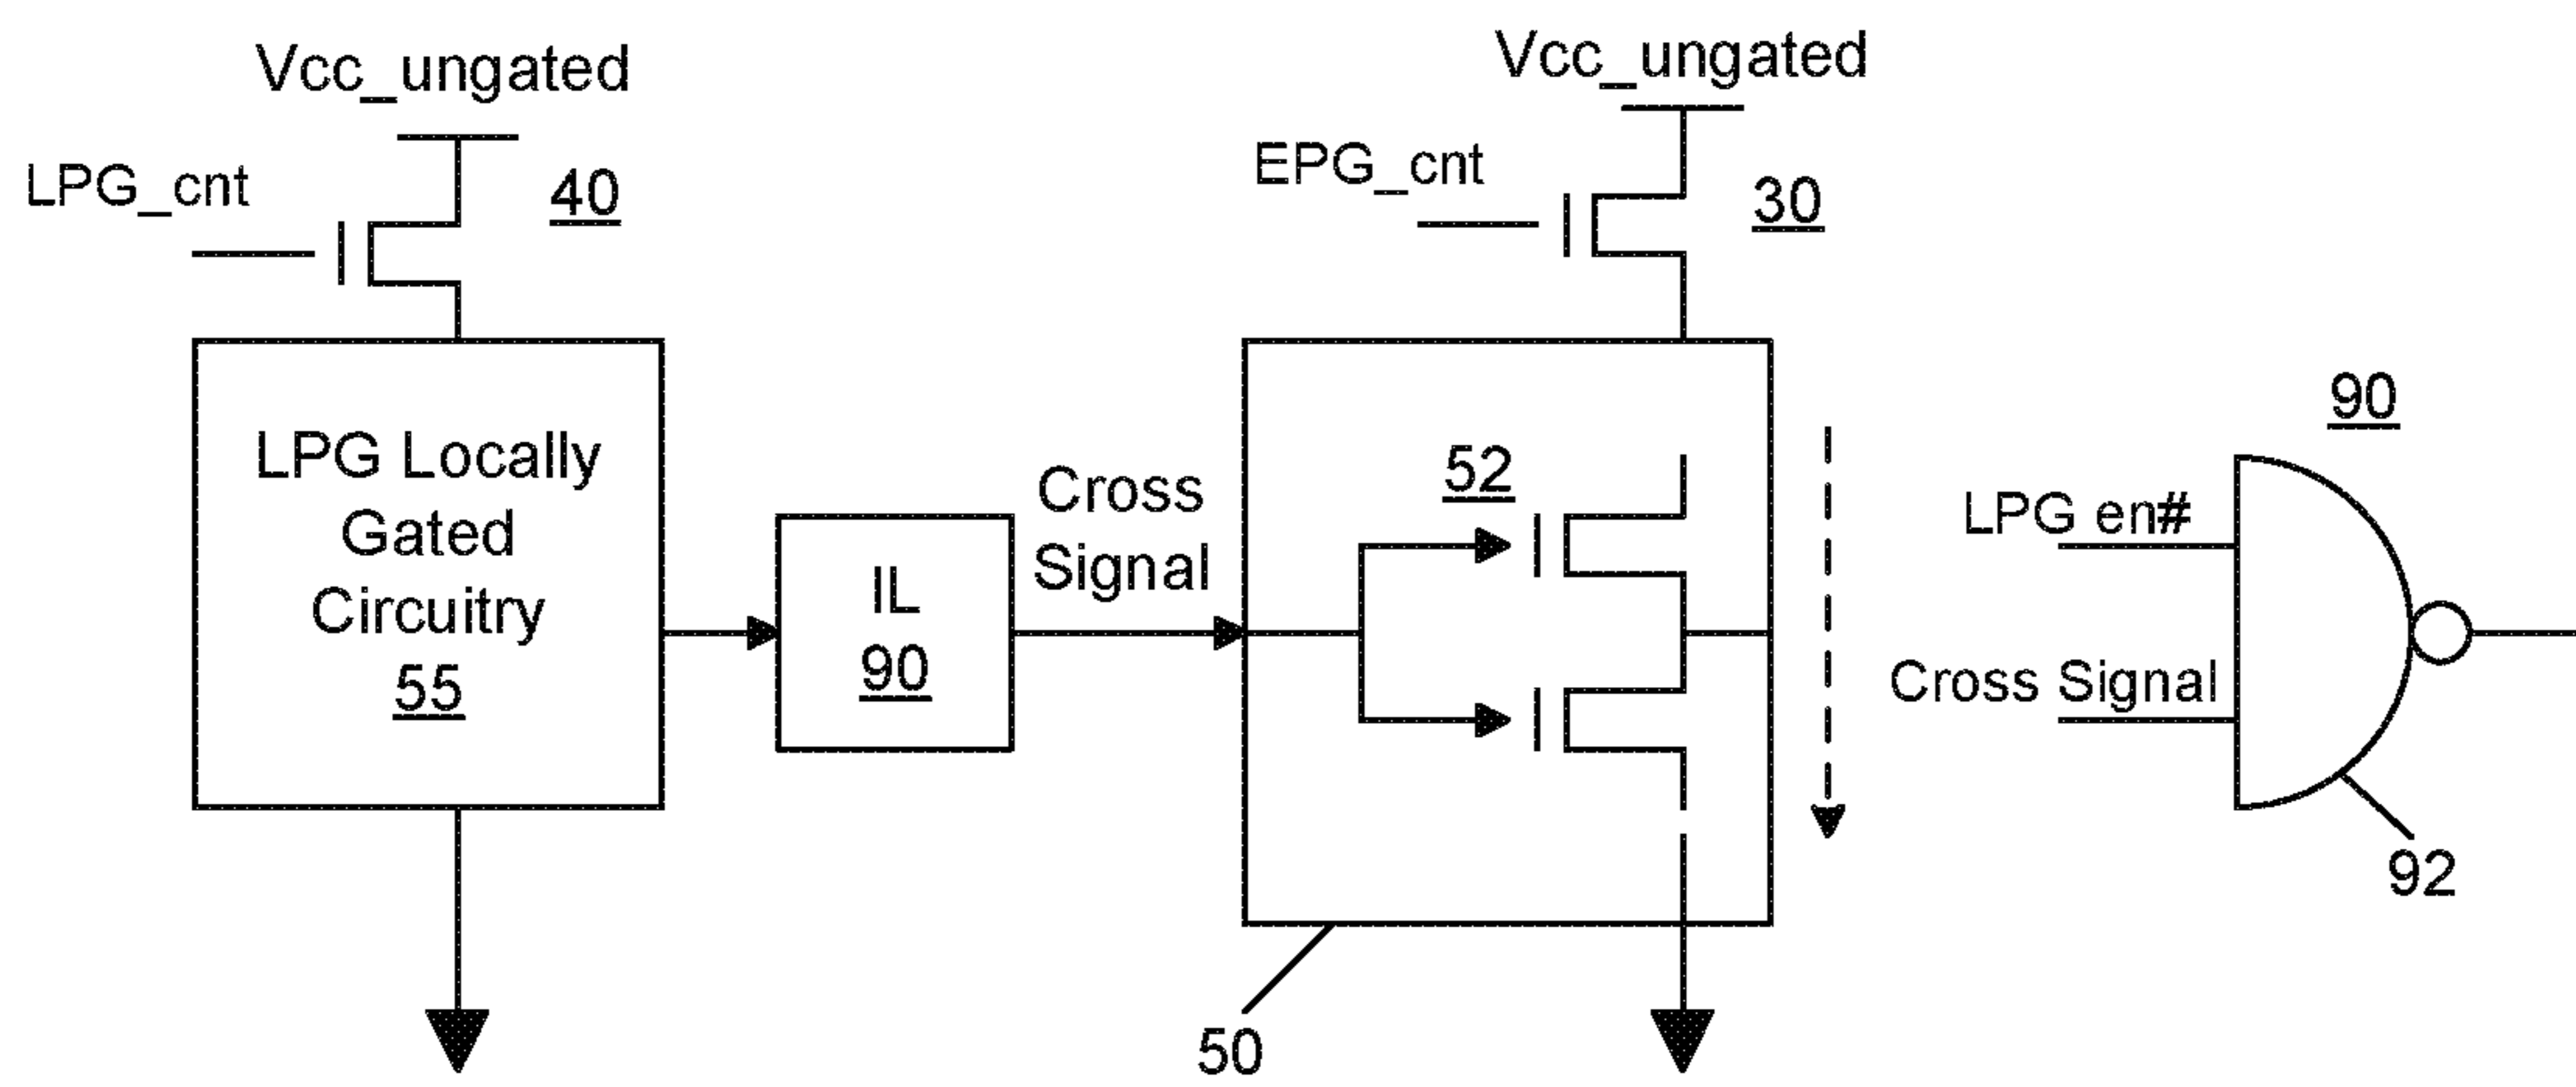 Vcc_ungated
LPG_cnt
40
LPG Locally
Gated
Circuitry
55
IL
90
Cross
Signal
Vcc_ungated
EPG_cnt
30
52
50
90
LPG en#
Cross Signal
92